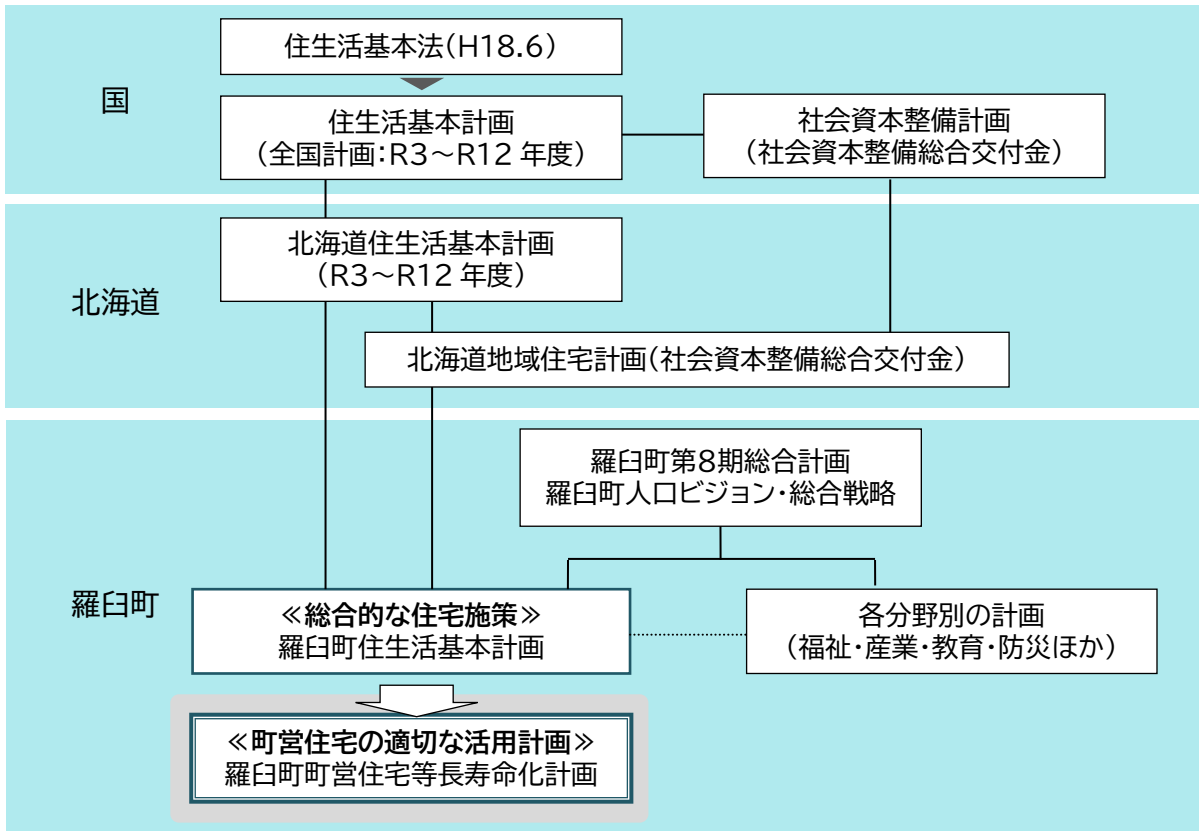 国
住生活基本法(H18.6)
住生活基本計画
(全国計画:R3～R12 年度)
社会資本整備計画
(社会資本整備総合交付金)
北海道
北海道住生活基本計画
(R3～R12 年度)
北海道地域住宅計画(社会資本整備総合交付金)
羅臼町
羅臼町第8期総合計画
羅臼町人口ビジョン・総合戦略
≪総合的な住宅施策≫
羅臼町住生活基本計画
各分野別の計画
(福祉・産業・教育・防災ほか)
≪町営住宅の適切な活用計画≫
羅臼町町営住宅等長寿命化計画